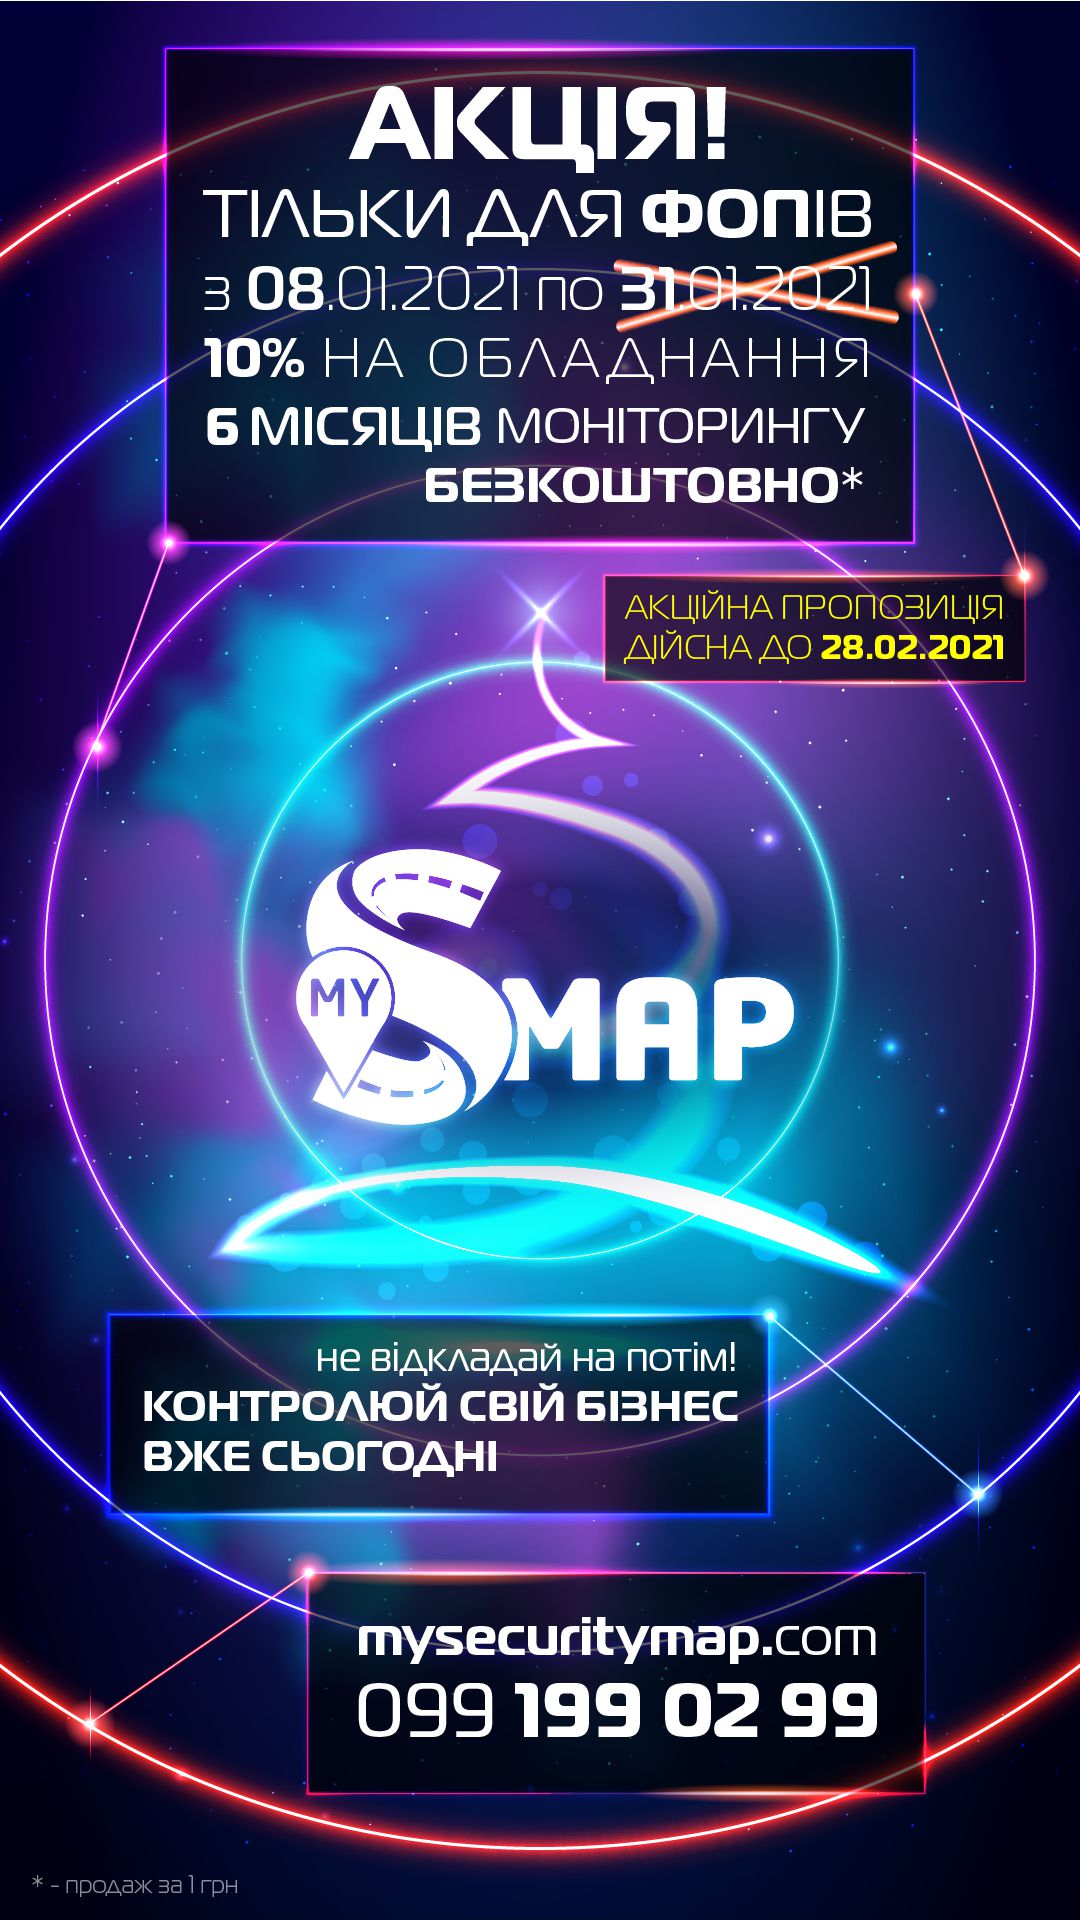 АКЦІЯ!
ТІЛЬКИ ДЛЯ ФОПІВ
з 08.01.2021 по 31.01.2021
10% НА ОБЛАДНАННЯ
6 МІСЯЦІВ МОНІТОРИНГУ
БЕЗКОШТОВНО*
АКЦІЙНА ПРОПОЗИЦІЯ
ДІЙСНА ДО 28.02.2021
MY
SMAP
не відкладай на потім!
КОНТРОЛЮЙ СВІЙ БІЗНЕС
ВЖЕ СЬОГОДНІ
mysecuritymap.com
099 199 02 99
* - продаж за 1 грн